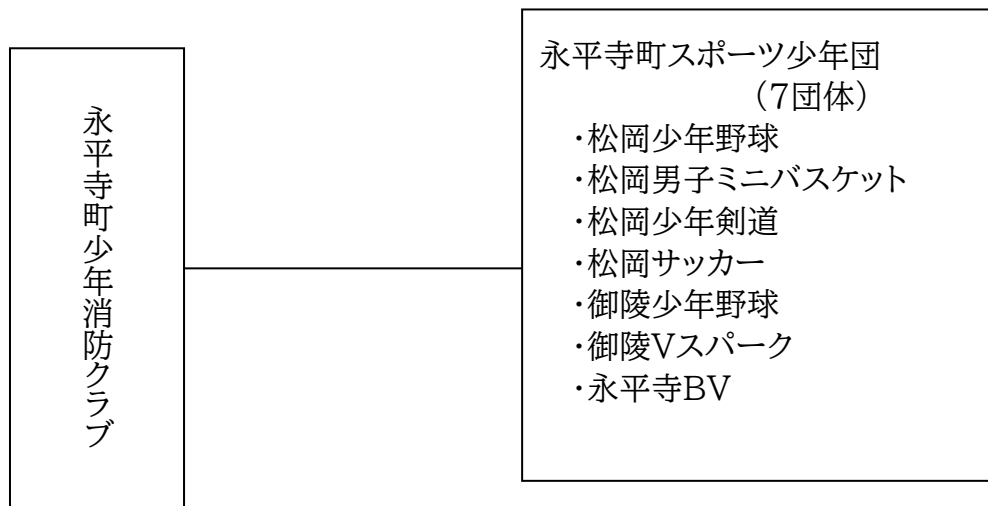 永平寺町少年消防クラブ
永平寺町スポーツ少年団
（7団体）
・松岡少年野球
・松岡男子ミニバスケット
・松岡少年剣道
・松岡サッカー
・御陵少年野球
・御陵Vスパーク
・永平寺BV